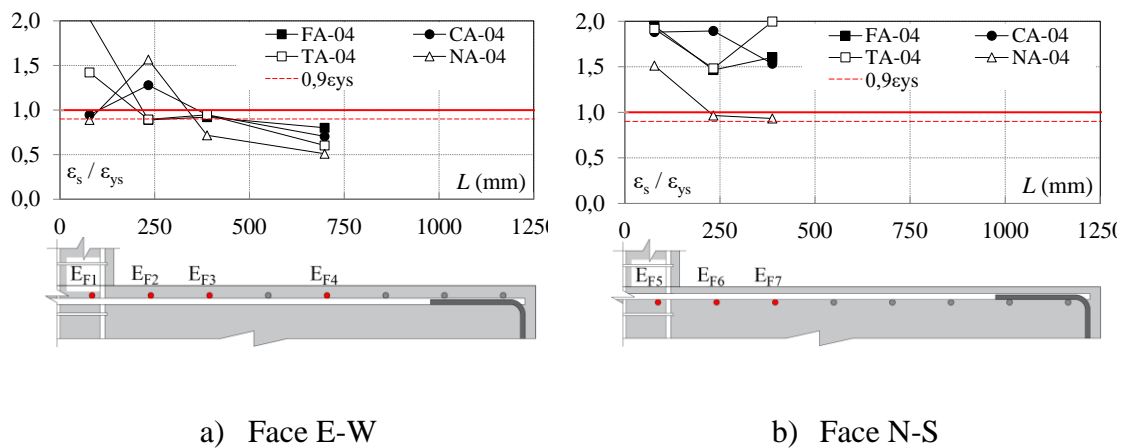 2,0
1,5
1,0
0,5
0,0
FA-04 CA-04
TA-04 NA-04
0,9εys
εs / εys
L (mm)
0 250 500 750 1000 1250
EF1 EF2 EF3 EF4
a) Face E-W
2,0
1,5
1,0
0,5
0,0
FA-04 CA-04
TA-04 NA-04
0,9εys
εs / εys
L (mm)
0 250 500 750 1000 125
EF5 EF6 EF7
b) Face N-S